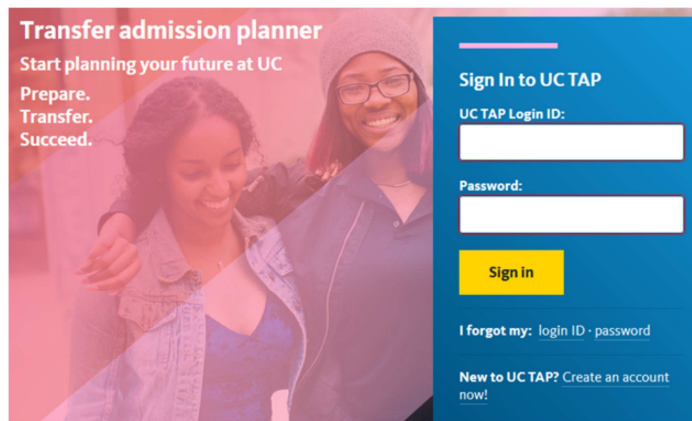 Transfer admission planner
Start planning your future at UC
Prepare.
Transfer.
Succeed.
Sign In to UC TAP
UC TAP Login ID:
Password:
Sign in
I forgot my: login ID · password
New to UC TAP? Create an account
now!